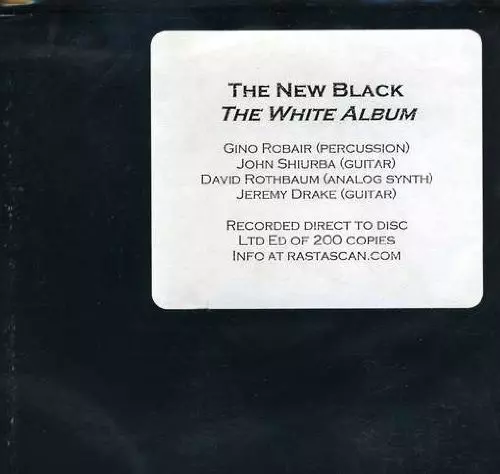 The New Black
The White Album
Gino Robair (percussion)
John Shiurba (guitar)
David Rothbaum (analog synth)
Jeremy Drake (guitar)
Recorded direct to disc
Ltd Ed of 200 copies
Info at rastascan.com